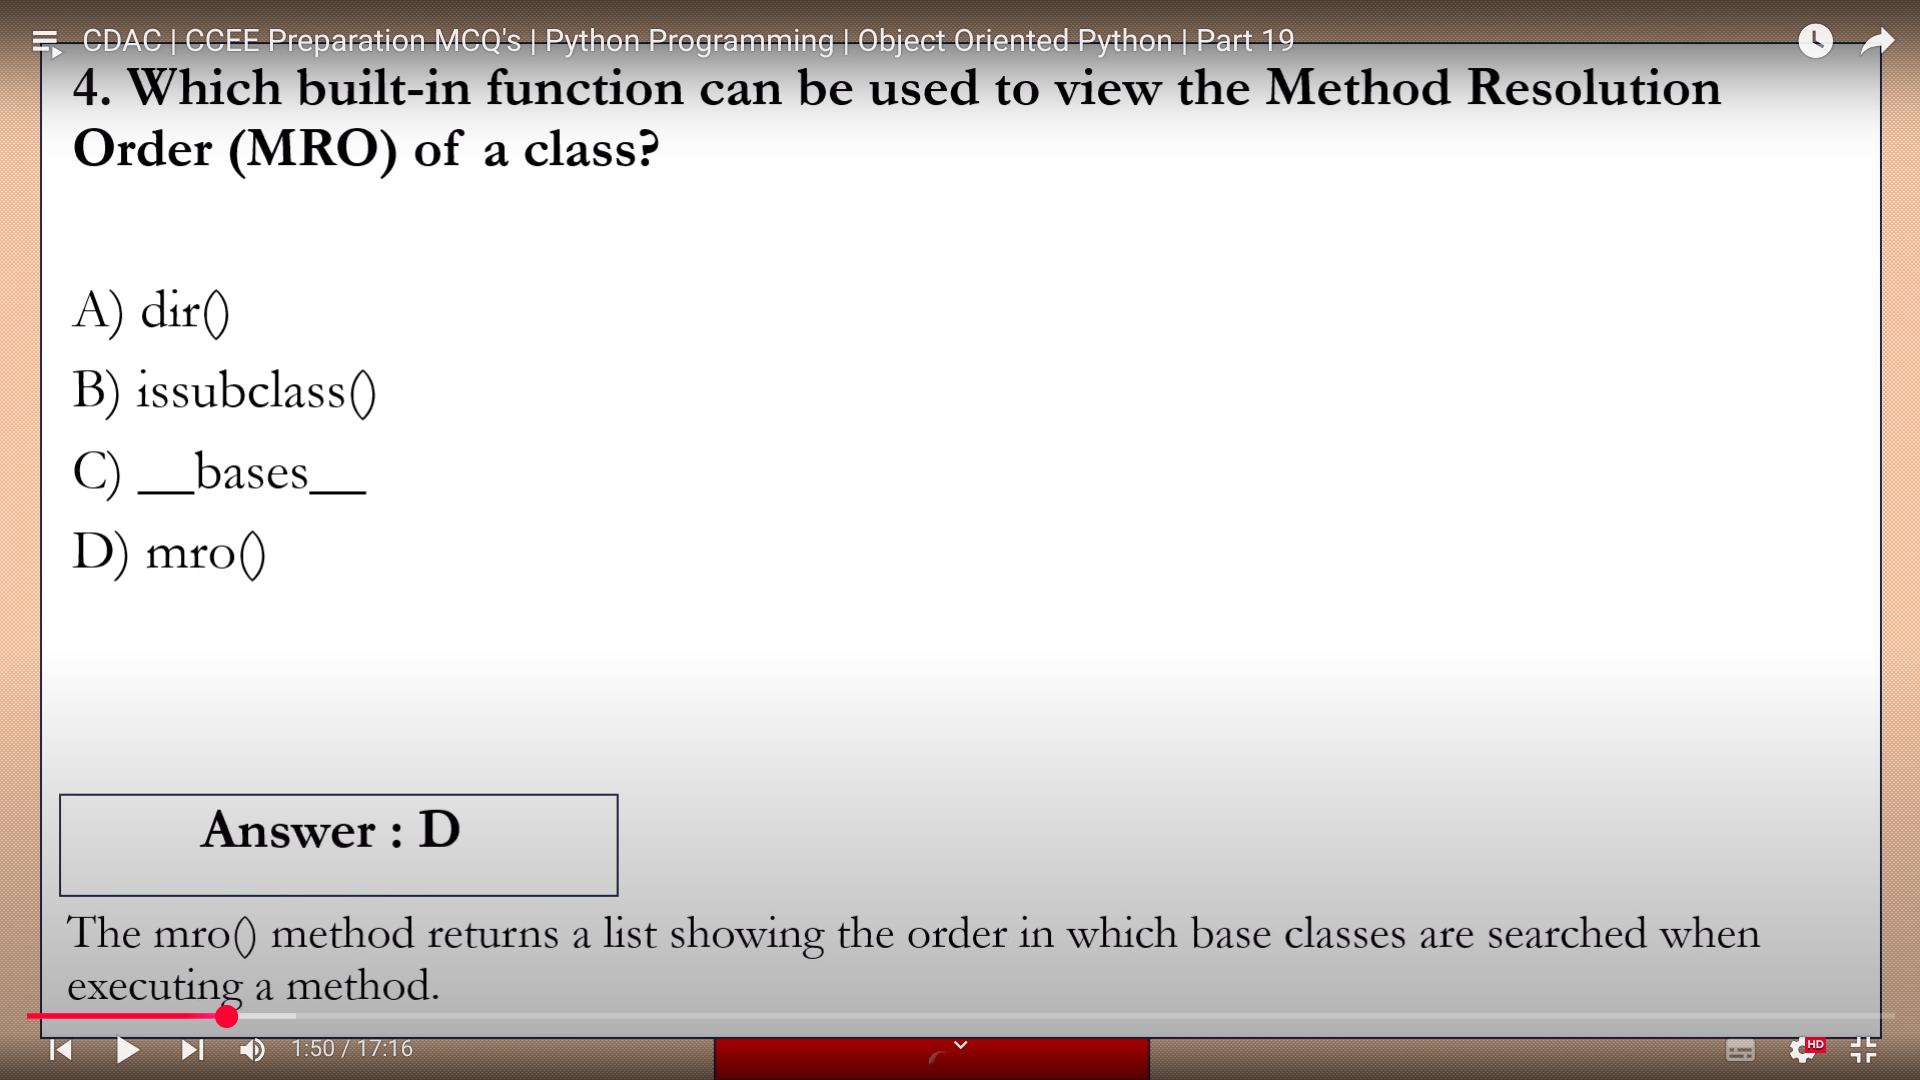 CDAC | CCEE Preparation MCQ's | Python Programming | Object Oriented Python | Part 19
4. Which built-in function can be used to view the Method Resolution
Order (MRO) of a class?
A) dir()
B) issubclass()
C) __bases__
D) mro()
Answer : D
The mro() method returns a list showing the order in which base classes are searched when
executing a method.
1:50 / 17:16
HD